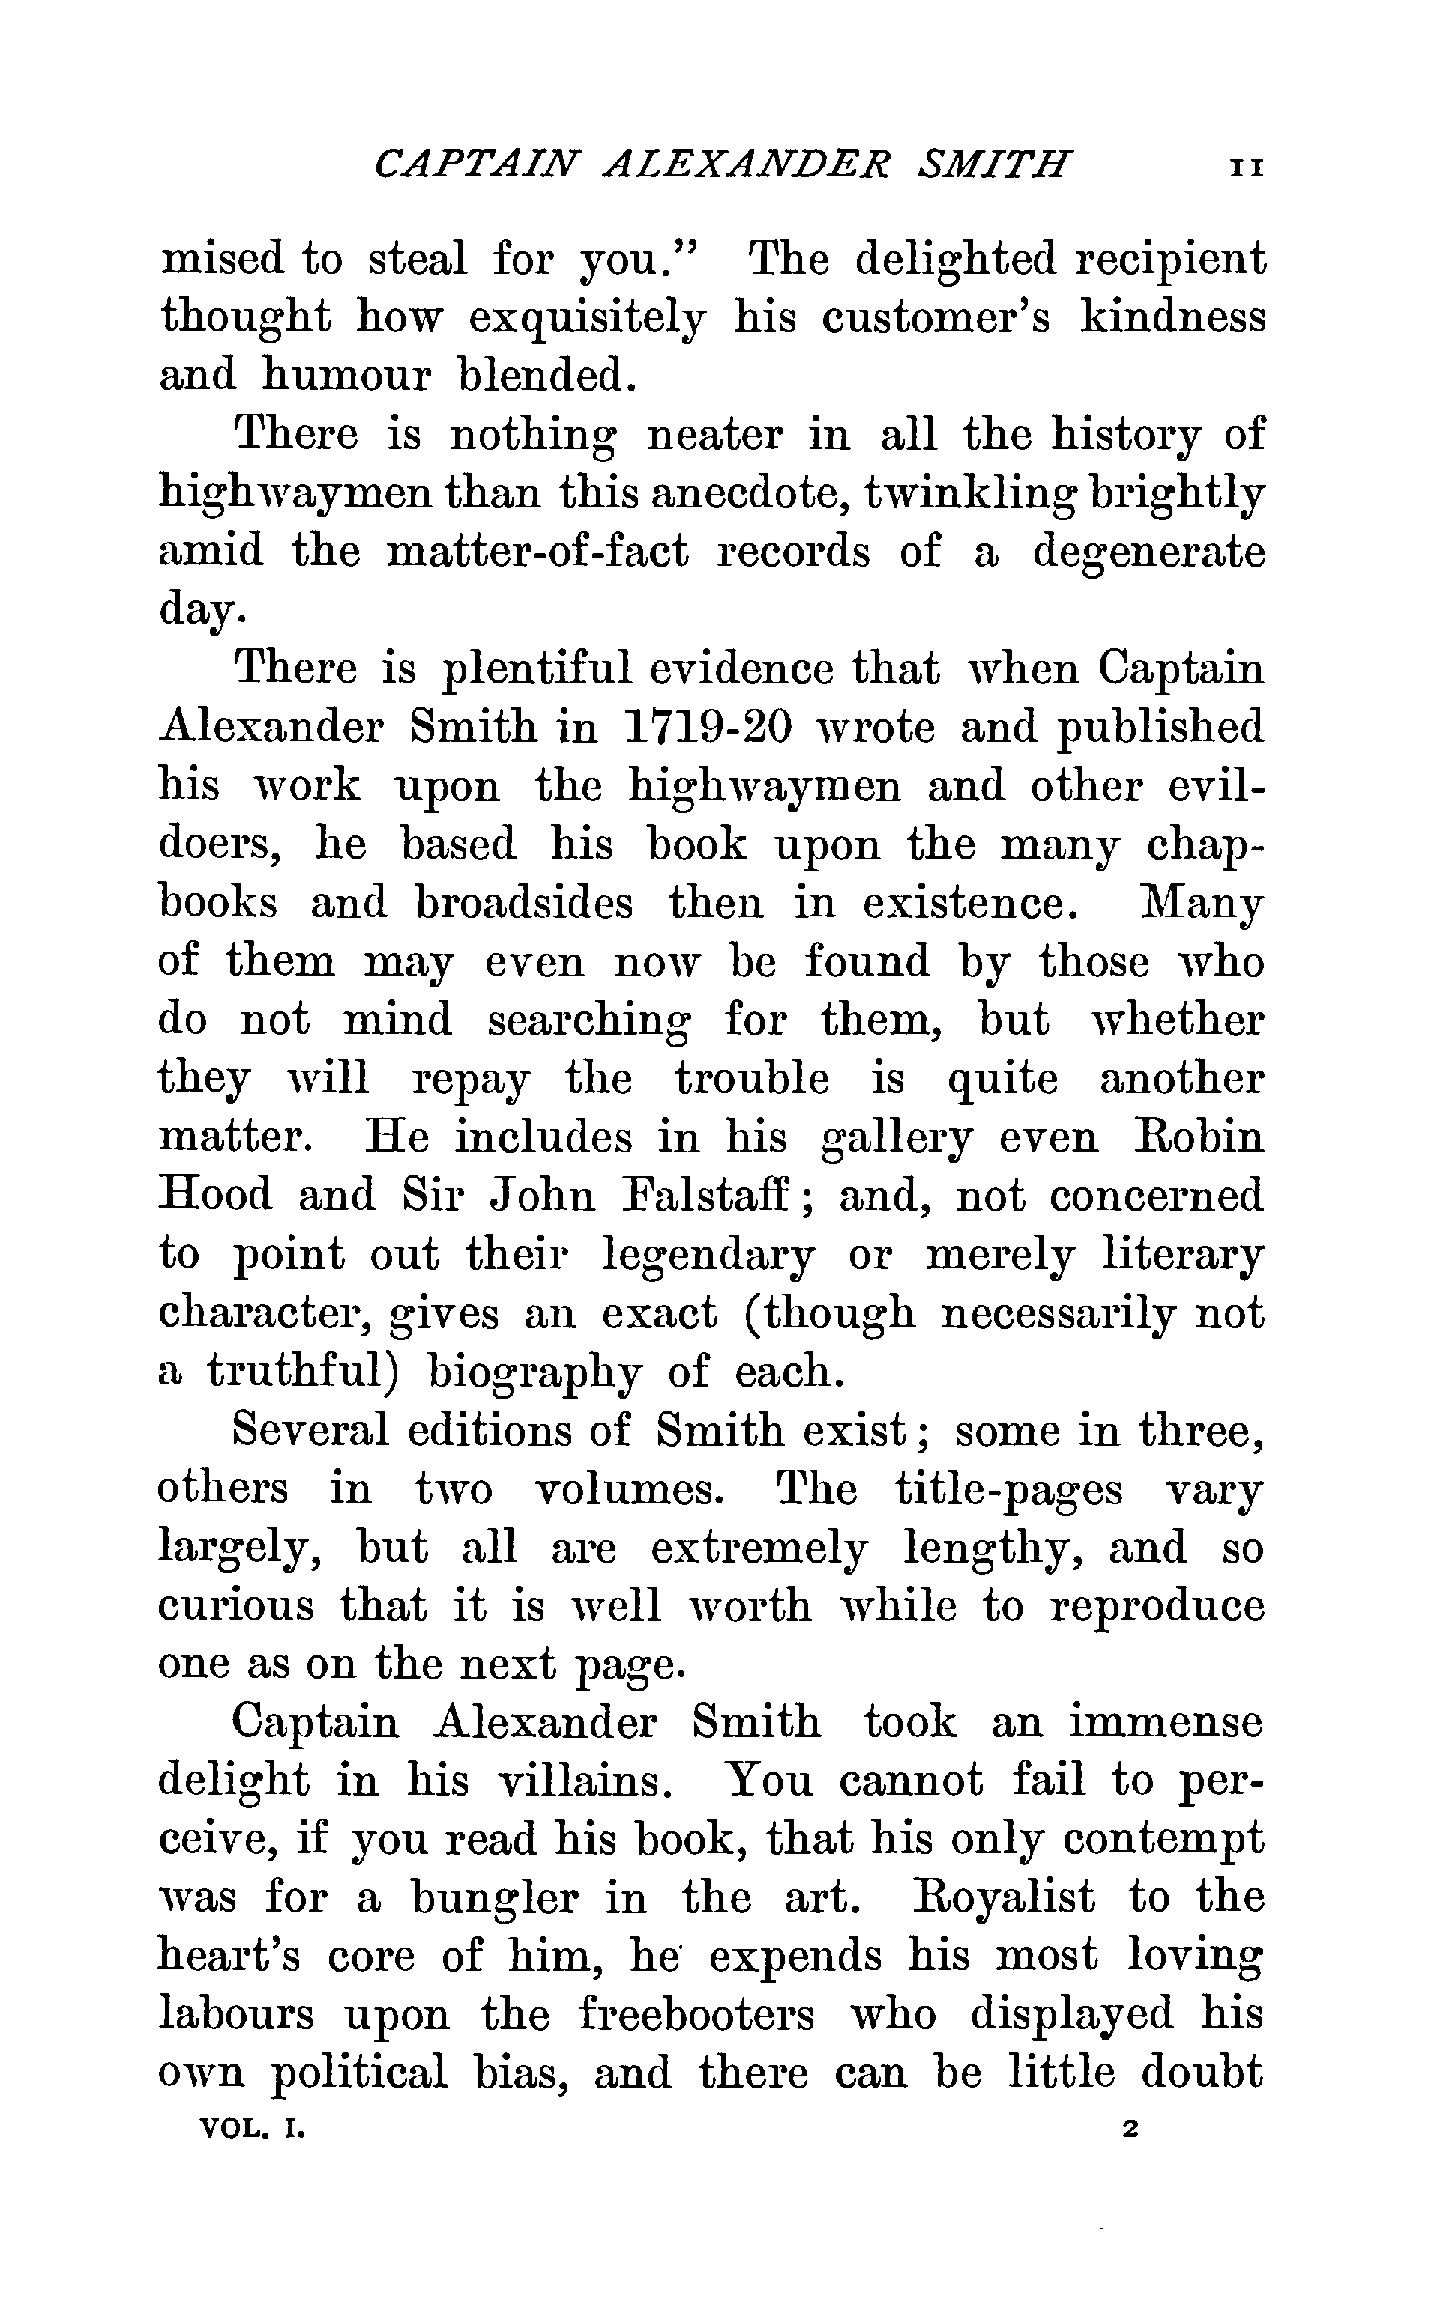 CAPTAIN ALEXANDER SMITH 11
mised to steal for you.” The delighted recipient
thought how exquisitely his customer’s kindness
and humour blended.
There is nothing neater in all the history of
highwaymen than this anecdote, twinkling brightly
amid the matter-of-fact records of a degenerate
day.
There is plentiful evidence that when Captain
Alexander Smith in 1719-20 wrote and published
his work upon the highwaymen and other evil-
doers, he based his book upon the many chap-
books and broadsides then in existence. Many
of them may even now be found by those who
do not mind searching for them, but whether
they will repay the trouble is quite another
matter. He includes in his gallery even Robin
Hood and Sir John Falstaff ; and, not concerned
to point out their legendary or merely literary
character, gives an exact (though necessarily not
a truthful) biography of each.
Several editions of Smith exist ; some in three,
others in two volumes. The title-pages vary
largely, but all are extremely lengthy, and so
curious that it is well worth while to reproduce
one as on the next page.
Captain Alexander Smith took an immense
delight in his villains. You cannot fail to per-
ceive, if you read his book, that his only contempt
was for a bungler in the art. Royalist to the
heart’s core of him, he expends his most loving
labours upon the freebooters who displayed his
own political bias, and there can be little doubt
VOL. I. 2